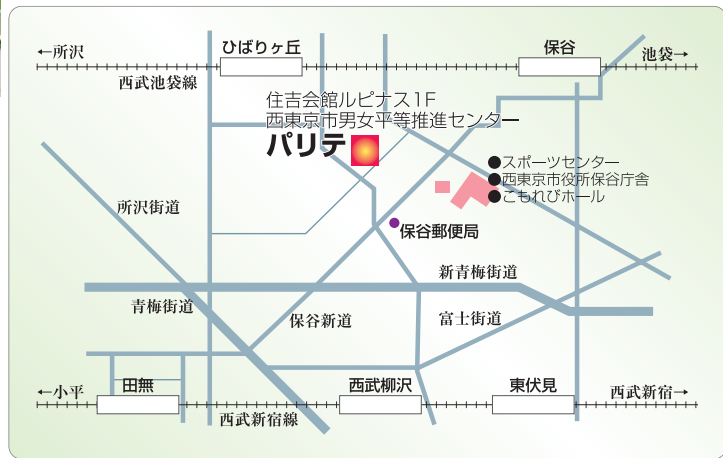 ←所沢
ひばりヶ丘
保谷
池袋→
西武池袋線
住吉会館ルピナス1F
西東京市男女平等推進センター
パリテ
●スポーツセンター
●西東京市役所保谷庁舎
●こもれびホール
所沢街道
保谷郵便局
新青梅街道
青梅街道
保谷新道
富士街道
←小平
田無
西武柳沢
東伏見
西武新宿→
西武新宿線